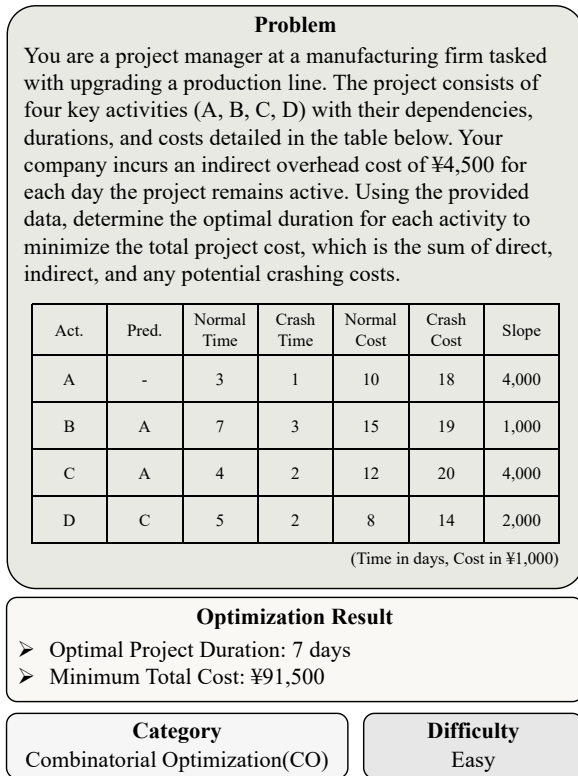 Problem
You are a project manager at a manufacturing firm tasked
with upgrading a production line. The project consists of
four key activities (A, B, C, D) with their dependencies,
durations, and costs detailed in the table below. Your
company incurs an indirect overhead cost of ¥4,500 for
each day the project remains active. Using the provided
data, determine the optimal duration for each activity to
minimize the total project cost, which is the sum of direct,
indirect, and any potential crashing costs.
Act. Pred. Normal Time Crash Time Normal Cost Crash Cost Slope
A - 3 1 10 18 4,000
B A 7 3 15 19 1,000
C A 4 2 12 20 4,000
D C 5 2 8 14 2,000
(Time in days, Cost in ¥1,000)
Optimization Result
➢ Optimal Project Duration: 7 days
➢ Minimum Total Cost: ¥91,500
Category
Combinatorial Optimization(CO)
Difficulty
Easy